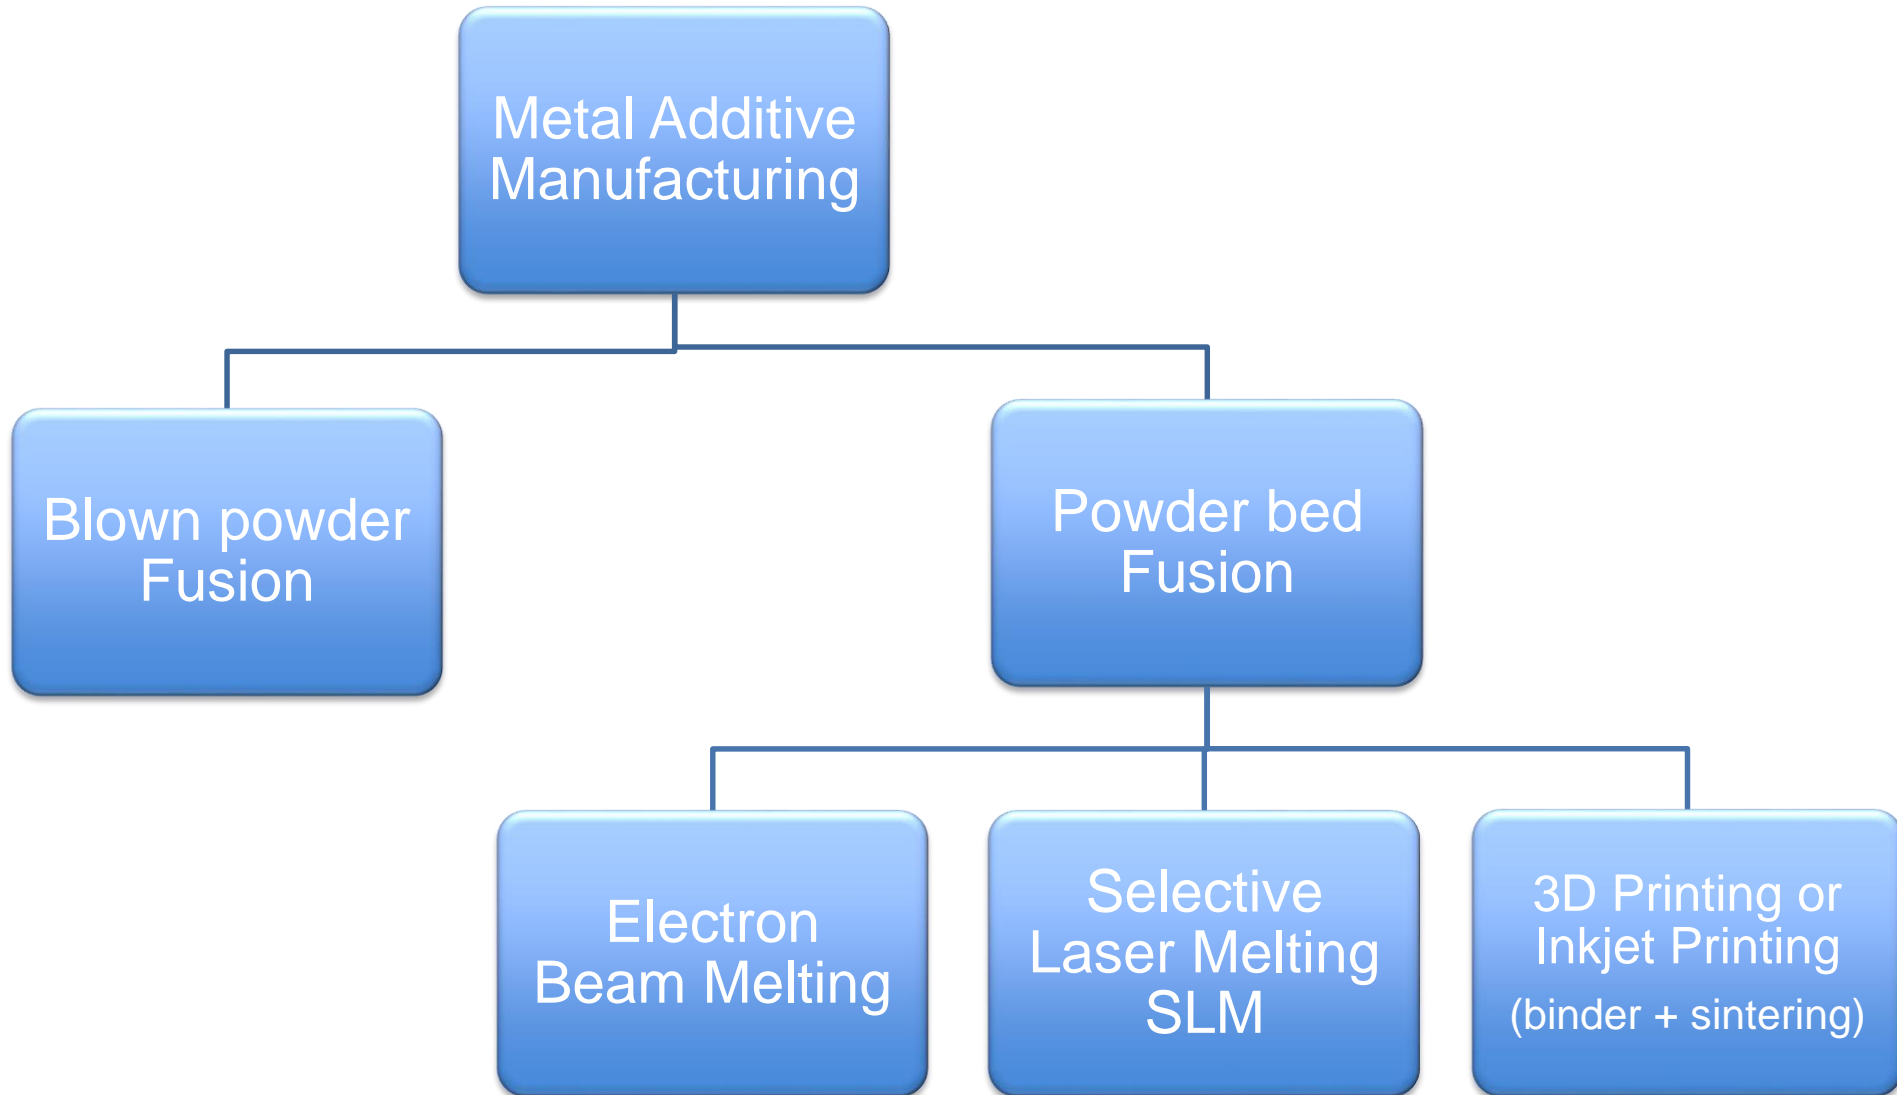 Metal Additive
Manufacturing
Blown powder
Fusion
Powder bed
Fusion
Electron
Beam Melting
Selective
Laser Melting
SLM
3D Printing or
Inkjet Printing
(binder + sintering)